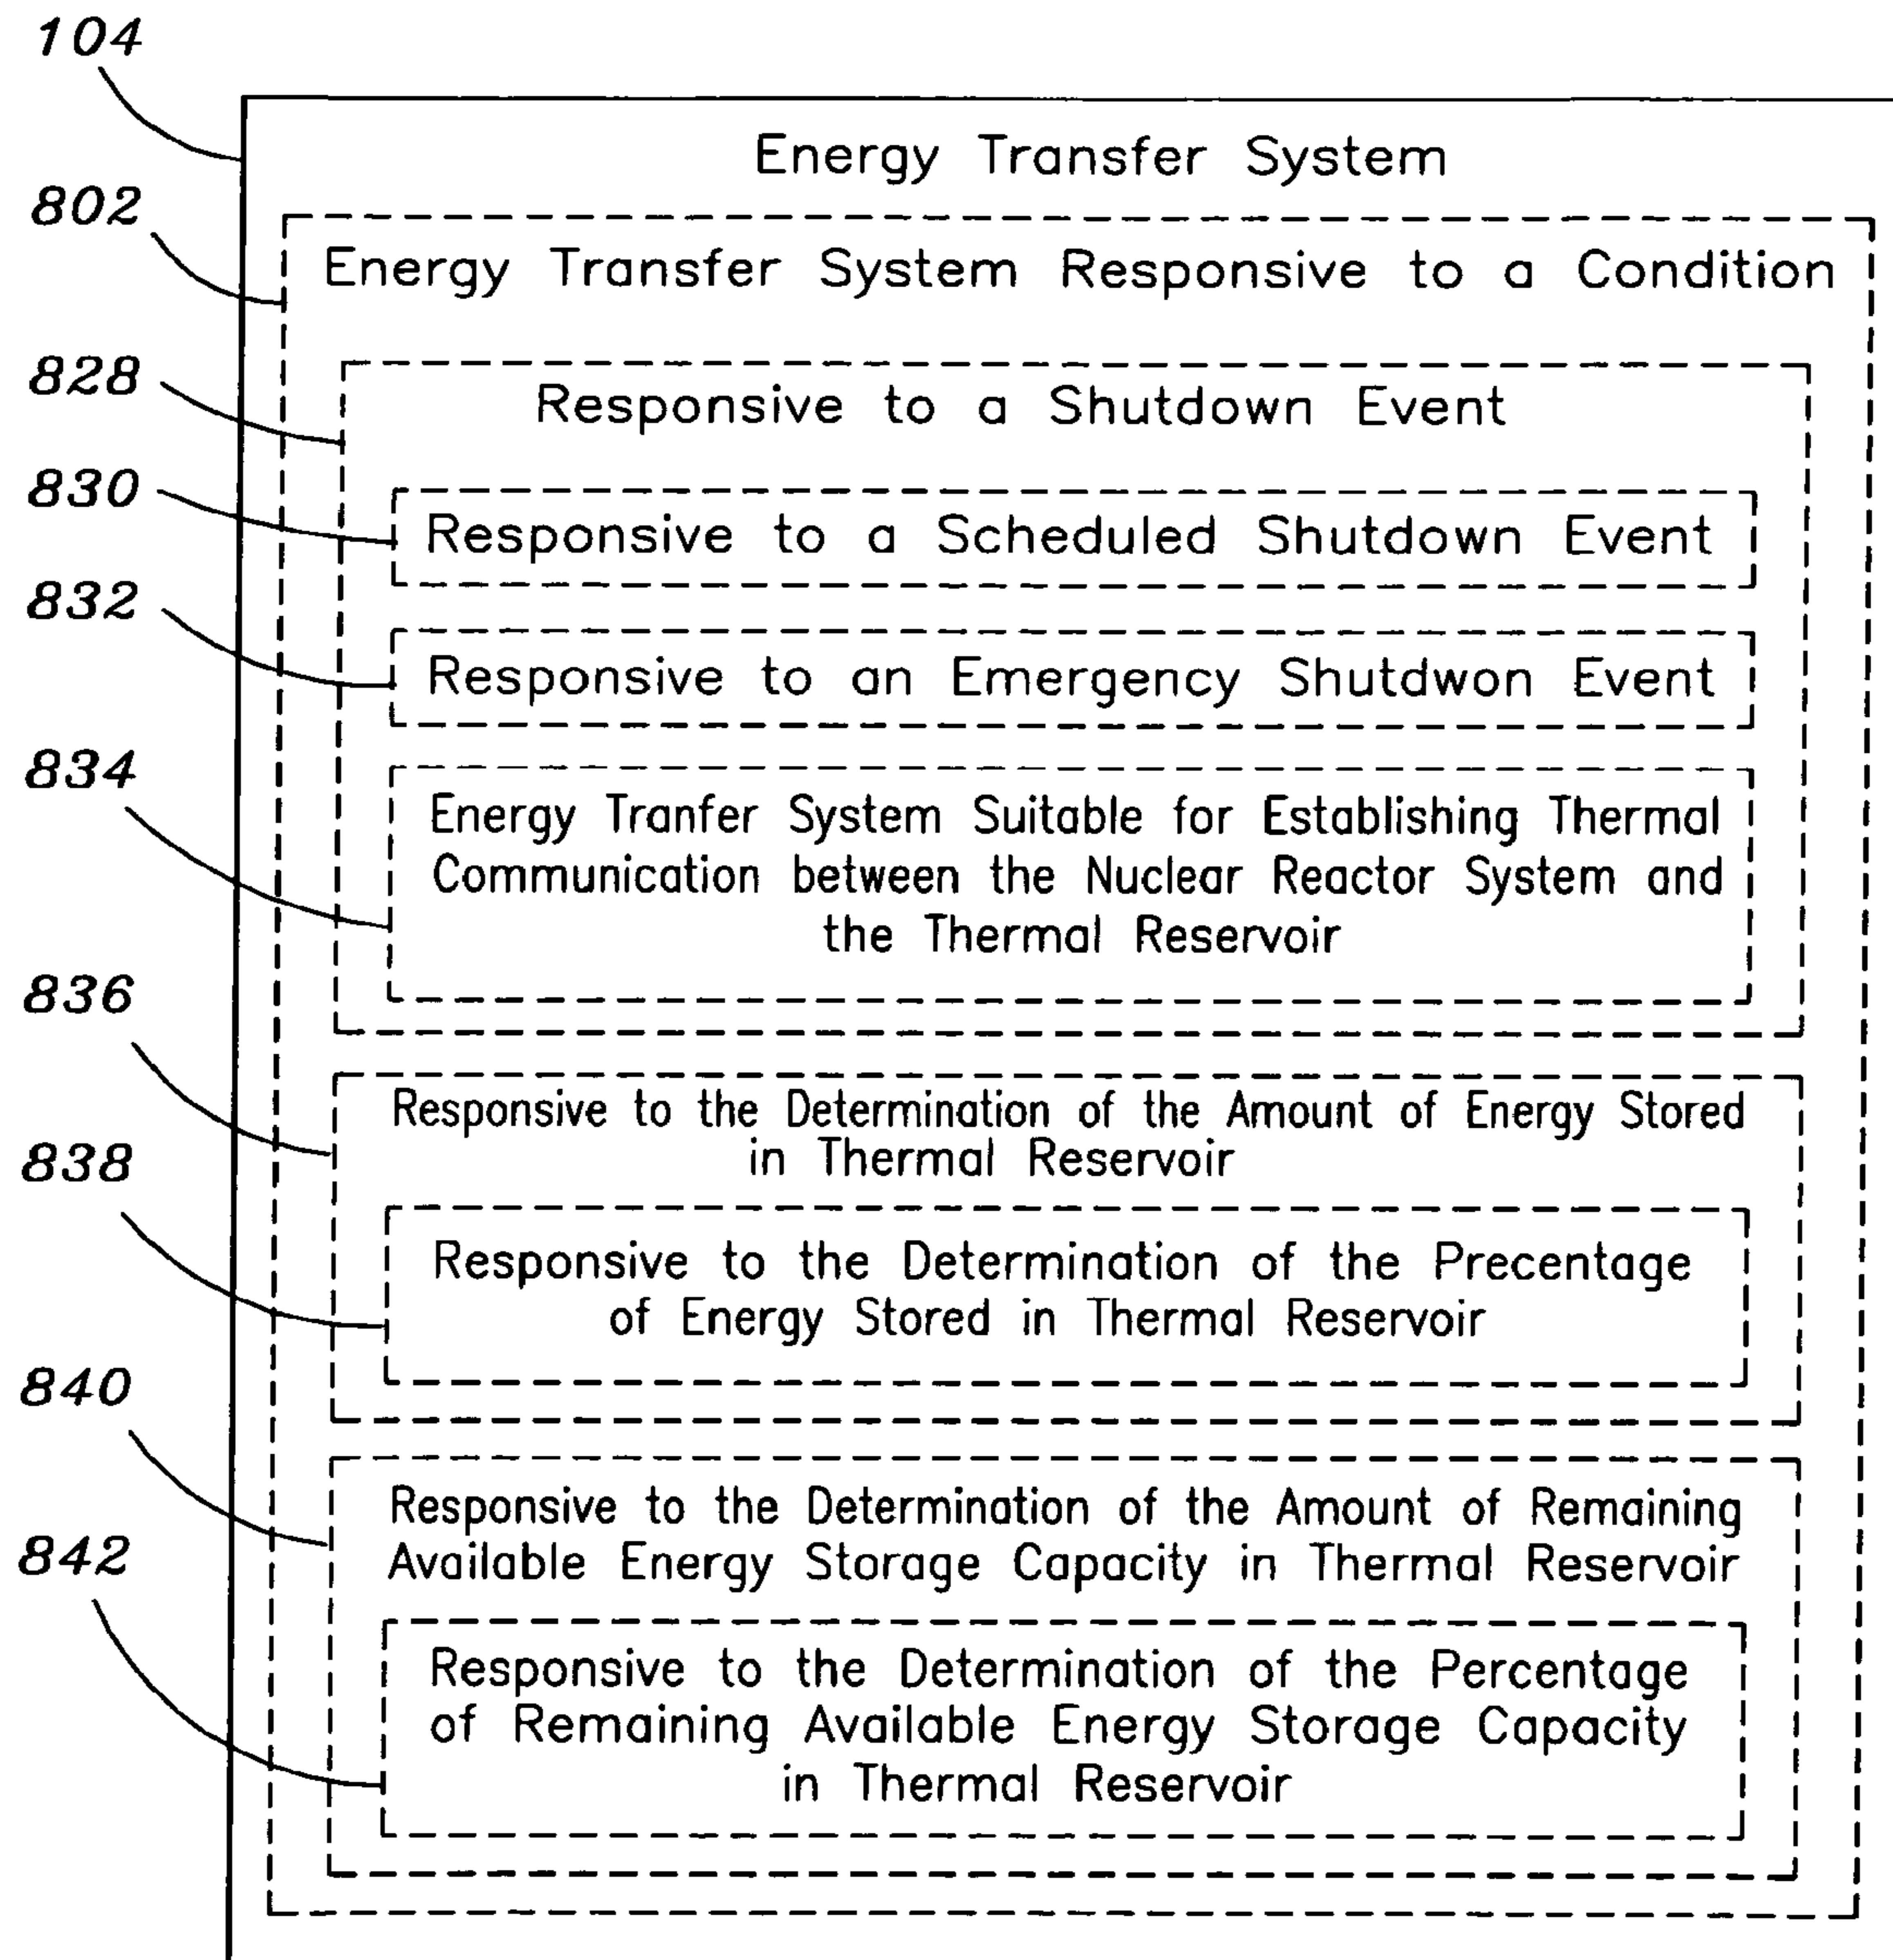 104
Energy Transfer System
802
Energy Transfer System Responsive to a Condition
828
Responsive to a Shutdown Event
830
Responsive to a Scheduled Shutdown Event
832
Responsive to an Emergency Shutdwon Event
834
Energy Tranfer System Suitable for Establishing Thermal
Communication between the Nuclear Reactor System and
the Thermal Reservoir
836
Responsive to the Determination of the Amount of Energy Stored
in Thermal Reservoir
838
Responsive to the Determination of the Precentage
of Energy Stored in Thermal Reservoir
840
Responsive to the Determination of the Amount of Remaining
Available Energy Storage Capacity in Thermal Reservoir
842
Responsive to the Determination of the Percentage
of Remaining Available Energy Storage Capacity
in Thermal Reservoir